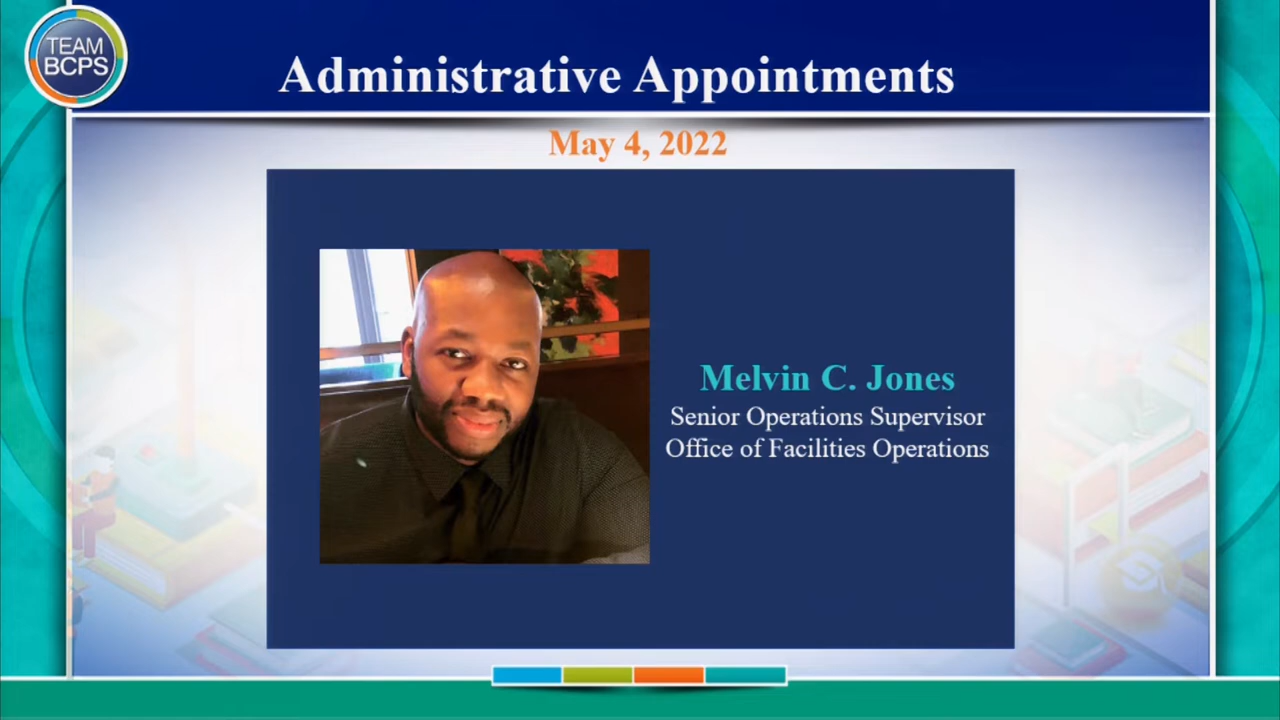 TEAM
BCPS
Administrative Appointments
May 4, 2022
Melvin C. Jones
Senior Operations Supervisor
Office of Facilities Operations